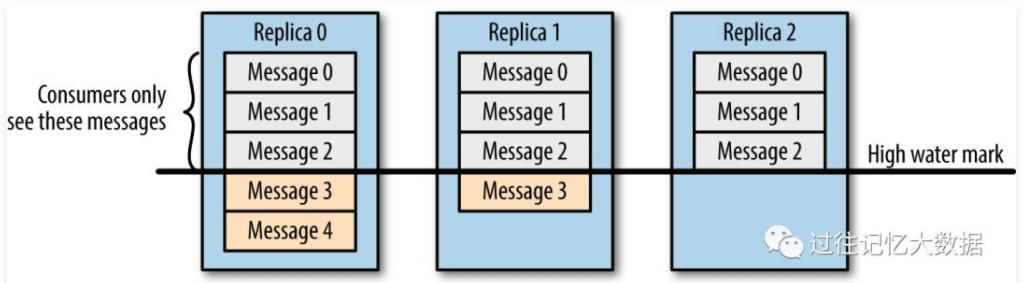 Replica 0
Replica 1
Replica 2
Consumers only
see these messages
Message 0
Message 1
Message 2
Message 3
Message 4
Message 0
Message 1
Message 2
Message 3
Message 0
Message 1
Message 2
High water mark
过往记忆大数据